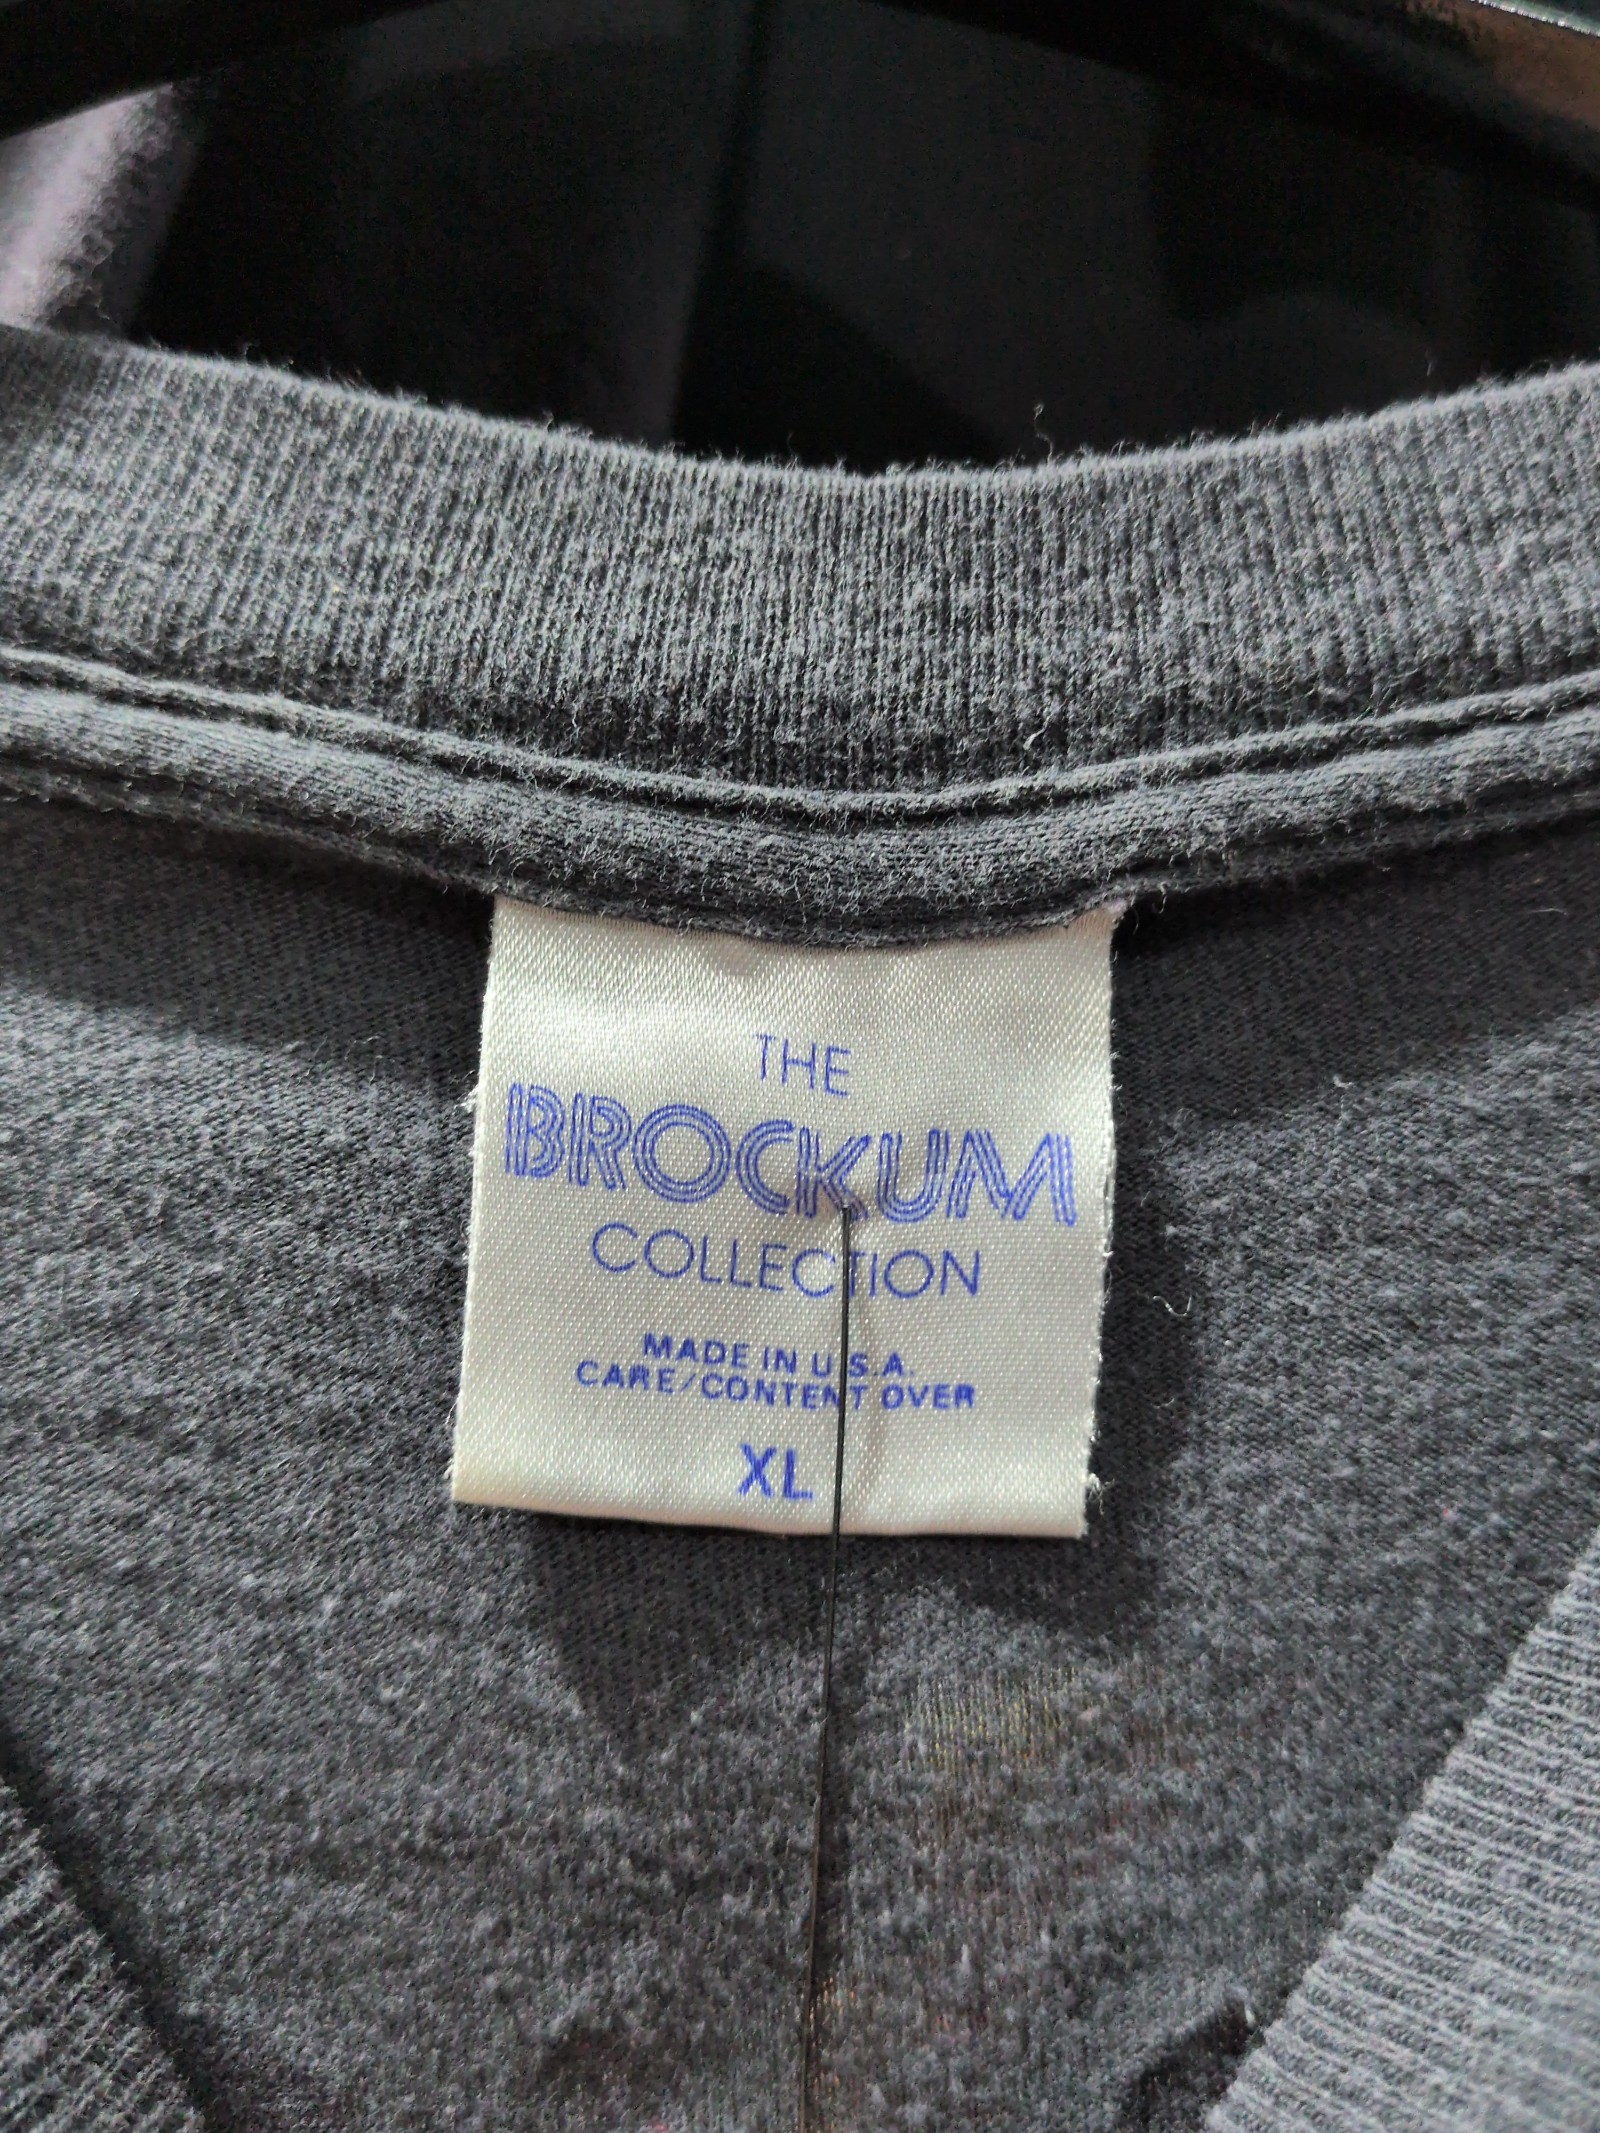 THE
BROCKUM
COLLECTION
MADE IN U.S.A.
CARE/CONTENT OVER
XL